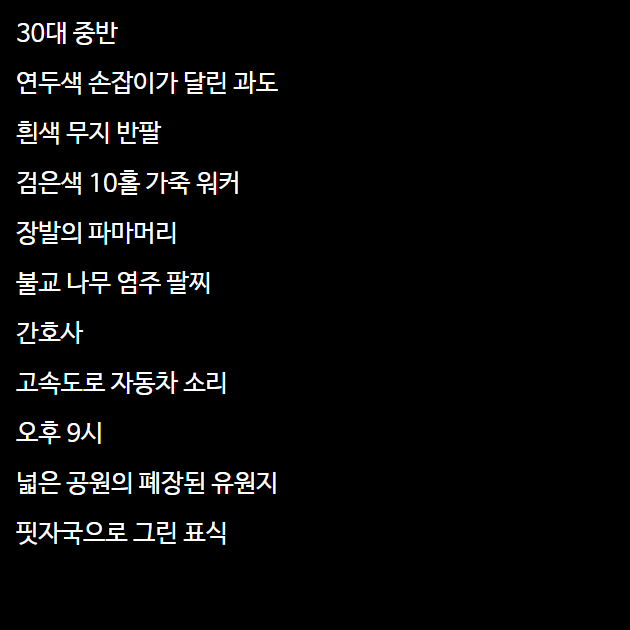 30대 중반
연두색 손잡이가 달린 과도
흰색 무지 반팔
검은색 10홀 가죽 워커
장발의 파마머리
불교 나무 염주 팔찌
간호사
고속도로 자동차 소리
오후 9시
넓은 공원의 폐장된 유원지
핏자국으로 그린 표식